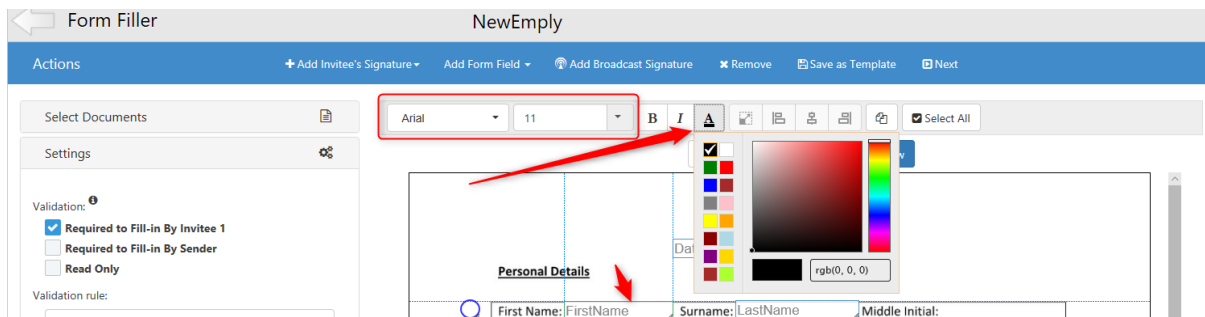 Form Filler NewEmply
Actions Add Invitee's Signature Add Form Field Add Broadcast Signature Remove Save as Template Next
Select Documents
Arial 11 B I A Select All
Settings
Validation:
Required to Fill-in By Invitee 1
Required to Fill-in By Sender
Read Only
Personal Details
rgb(0, 0, 0)
Validation rule:
First Name: FirstName Surname: LastName Middle Initial: